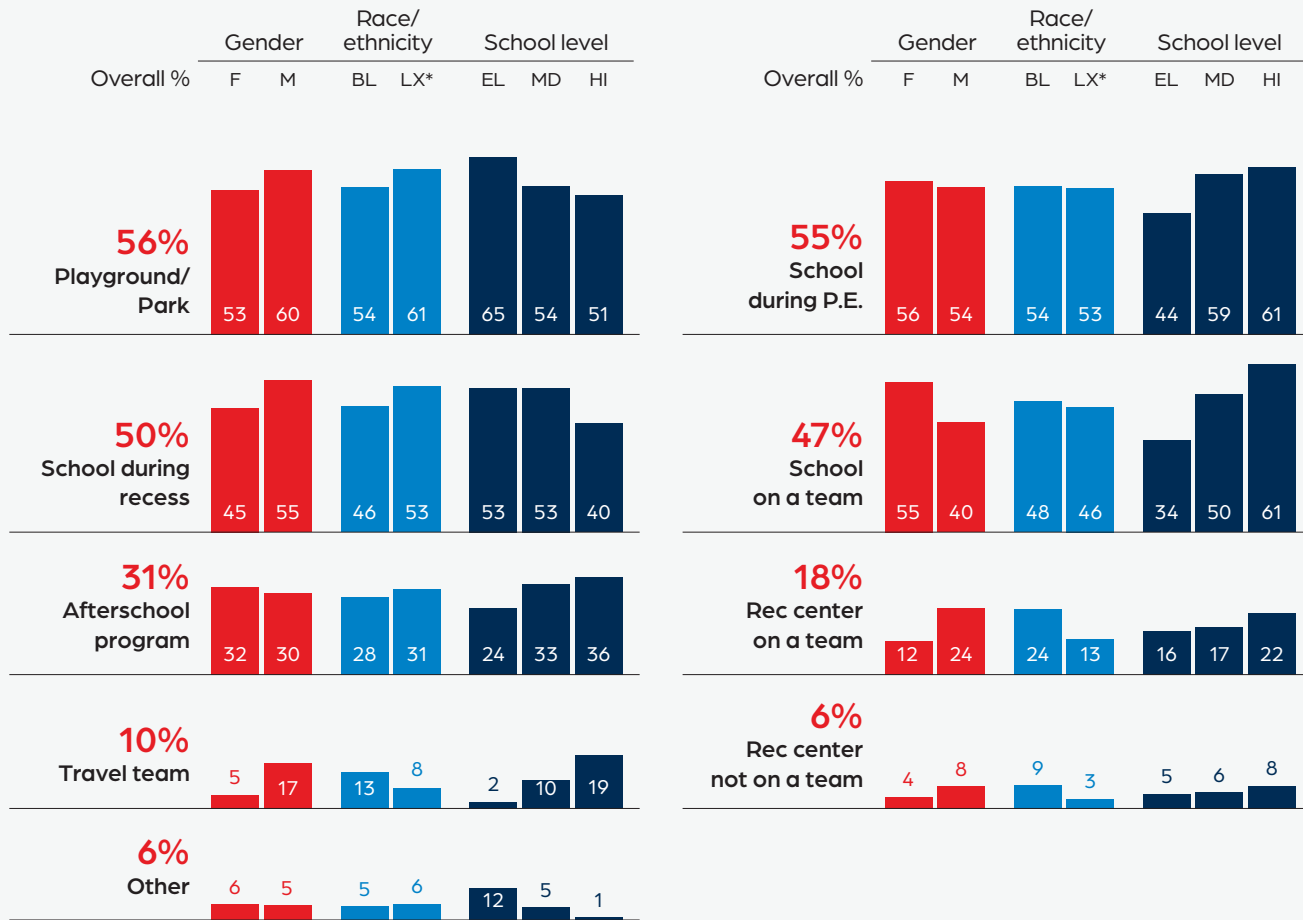 Gender
Race/
ethnicity
School level
Overall %
F M BL LX* EL MD HI
56%
Playground/
Park
53 60 54 61 65 54 51
50%
School during
recess
45 55 46 53 53 53 40
31%
Afterschool
program
32 30 28 31 24 33 36
10%
Travel team
5 17 13 8 2 10 19
6%
Other
6 5 5 6 12 5 1
Gender
Race/
ethnicity
School level
Overall %
F M BL LX* EL MD HI
55%
School
during P.E.
56 54 54 53 44 59 61
47%
School
on a team
55 40 48 46 34 50 61
18%
Rec center
on a team
12 24 24 13 16 17 22
6%
Rec center
not on a team
4 8 9 3 5 6 8